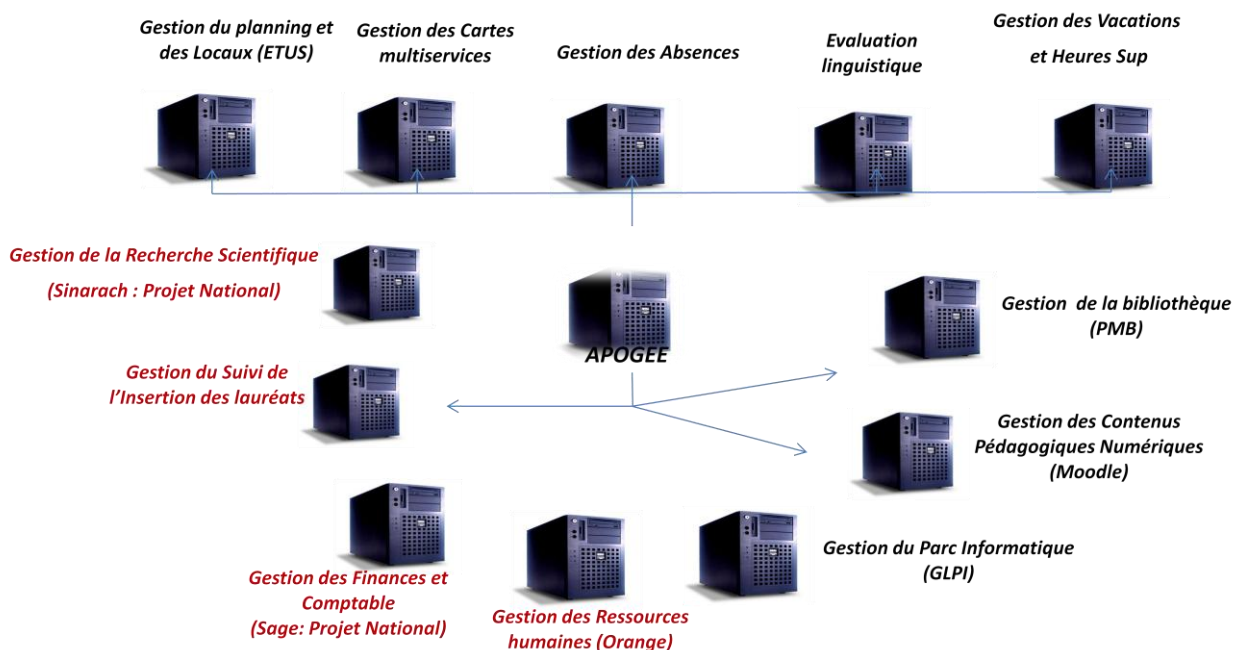 Gestion du planning et
des Locaux (ETUS)
Gestion des Cartes
multiservices
Gestion des Absences
Evaluation
linguistique
Gestion des Vacations
et Heures Sup
Gestion de la Recherche Scientifique
(Sinarach : Projet National)
APOGEE
Gestion de la bibliothèque
(PMB)
Gestion du Suivi de
l'Insertion des lauréats
Gestion des Contenus
Pédagogiques Numériques
(Moodle)
Gestion des Finances et
Comptable
(Sage: Projet National)
Gestion des Ressources
humaines (Orange)
Gestion du Parc Informatique
(GLPI)